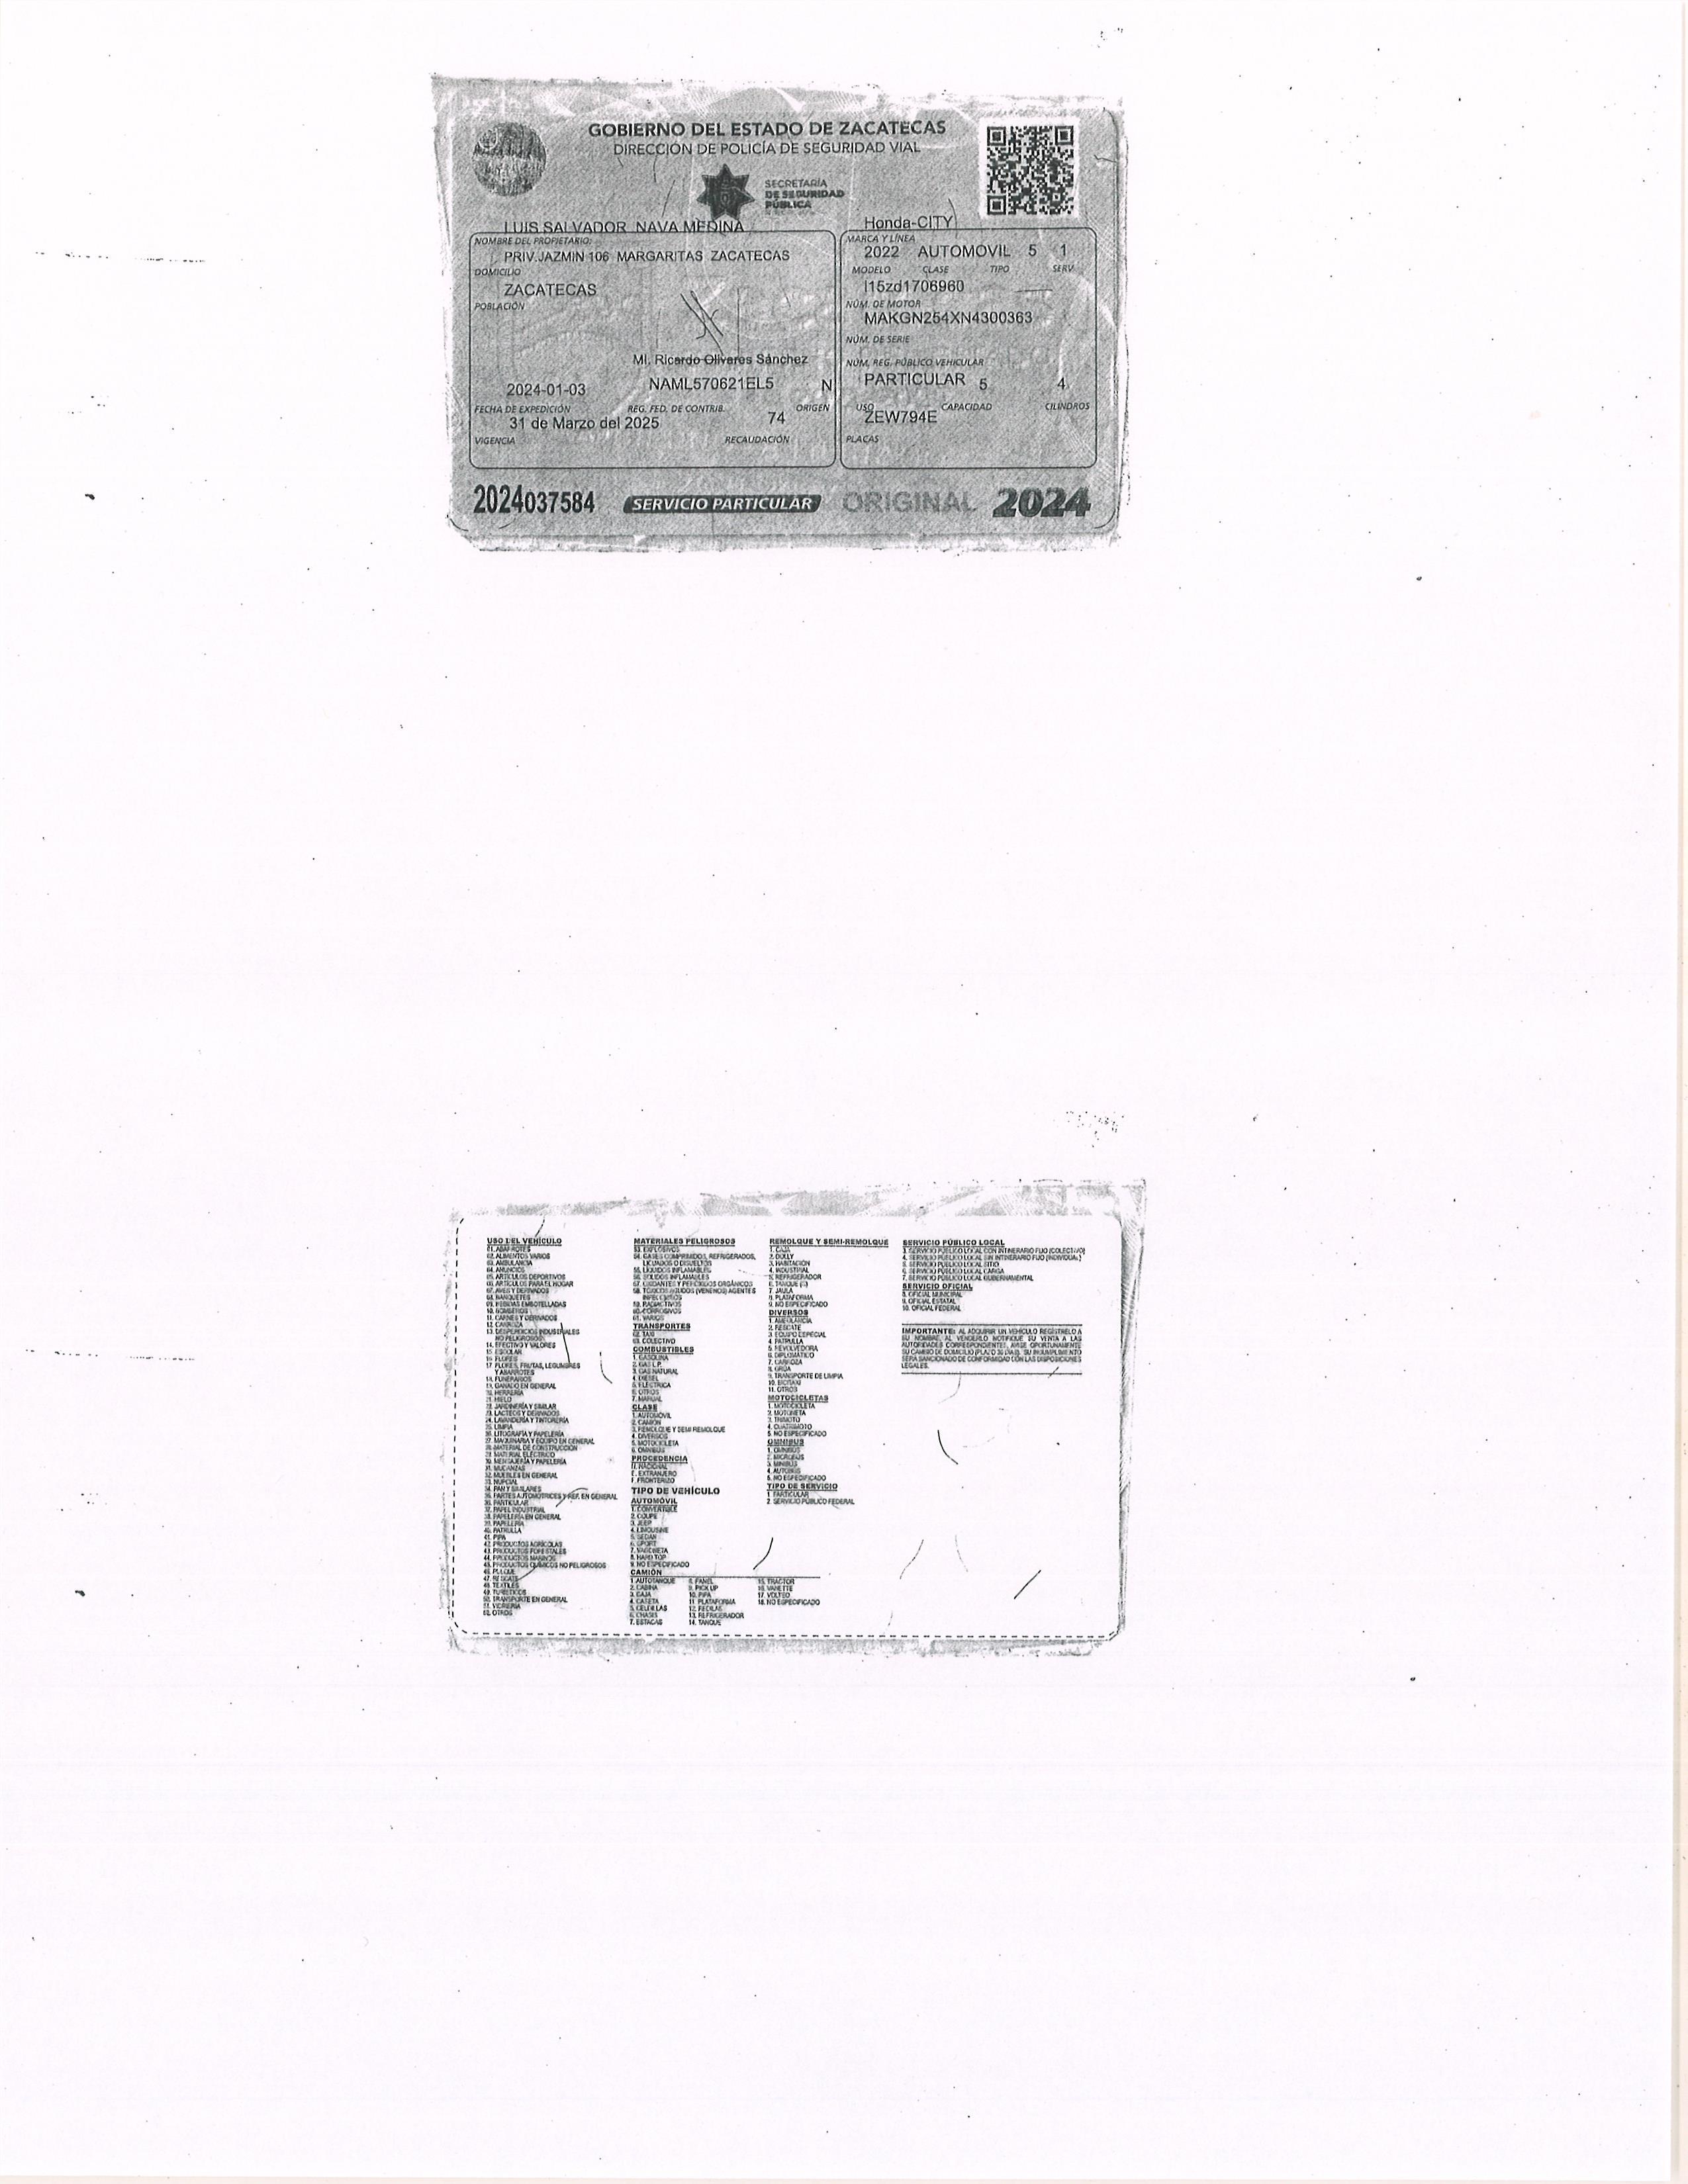 GOBIERNO DEL ESTADO DE ZACATECAS
DIRECCIÓN DE POLICÍA DE SEGURIDAD VIAL
SECRETARÍA
DE SEGURIDAD
PÚBLICA
LUIS SALVADOR NAVA MEDINA
NOMBRE DEL PROPIETARIO:
PRIV.JAZMIN 106 MARGARITAS ZACATECAS
DOMICILIO
ZACATECAS
POBLACIÓN
MI. Ricardo Olivares Sánchez
2024-01-03 NAML570621EL5 N
FECHA DE EXPEDICIÓN REG. FED. DE CONTRIB. ORIGEN
31 de Marzo del 2025 74
VIGENCIA RECAUDACIÓN
Honda-CITY
MARCA Y LÍNEA
2022 AUTOMOVIL 5 1
MODELO CLASE TIPO SERV.
l15zd1706960
NÚM. DE MOTOR
MAKGN254XN4300363
NÚM. DE SERIE
NÚM. REG. PÚBLICO VEHICULAR
PARTICULAR 5 4
USO CAPACIDAD CILINDROS
ZEW794E
PLACAS
2024037584 SERVICIO PARTICULAR ORIGINAL 2024
USO DEL VEHÍCULO
01. ABARROTES
02. ALIMENTOS VARIOS
03. AMBULANCIA
04. ANUNCIOS
05. ARTÍCULOS DEPORTIVOS
06. ARTÍCULOS PARA EL HOGAR
07. AVES Y DERIVADOS
08. BANQUETES
09. BEBIDAS EMBOTELLADAS
10. BOMBEROS
11. CARNES Y DERIVADOS
12. CARROZA
13. DESPERDICIOS INDUSTRIALES
NO PELIGROSOS
14. EFECTIVO Y VALORES
15. ESCOLAR
16. FLORES
17. FLORES, FRUTAS, LEGUMBRES
Y ABARROTES
18. FUNERARIOS
19. GANADO EN GENERAL
20. HERRERÍA
21. HIELO
22. JARDINERÍA Y SIMILAR
23. LÁCTEOS Y DERIVADOS
24. LAVANDERÍA Y TINTORERÍA
25. LIMPIA
26. LITOGRAFÍA Y PAPELERÍA
27. MAQUINARIA Y EQUIPO EN GENERAL
28. MATERIAL DE CONSTRUCCIÓN
29. MATERIAL ELÉCTRICO
30. MENSAJERÍA Y PAPELERÍA
31. MUDANZAS
32. MUEBLES EN GENERAL
33. NUPCIAL
34. PAN Y SIMILARES
35. PARTES AUTOMOTRICES Y REF. EN GENERAL
36. PARTICULAR
37. PAPEL INDUSTRIAL
38. PAPELERÍA EN GENERAL
39. PAPELERÍA
40. PATRULLA
41. PIPA
42. PRODUCTOS AGRÍCOLAS
43. PRODUCTOS FORESTALES
44. PRODUCTOS MARINOS
45. PRODUCTOS QUÍMICOS NO PELIGROSOS
46. PULQUE
47. RESCATE
48. TEXTILES
49. TURÍSTICOS
50. TRANSPORTE EN GENERAL
51. VIDRIERÍA
52. OTROS
MATERIALES PELIGROSOS
53. EXPLOSIVOS
54. GASES COMPRIMIDOS, REFRIGERADOS,
LICUADOS O DISUELTOS
55. LÍQUIDOS INFLAMABLES
56. SÓLIDOS INFLAMABLES
57. OXIDANTES Y PERÓXIDOS ORGÁNICOS
58. TÓXICOS AGUDOS (VENENOS) AGENTES
INFECCIOSOS
59. RADIACTIVOS
60. CORROSIVOS
61. VARIOS
TRANSPORTES
62. TAXI
63. COLECTIVO
COMBUSTIBLES
1. GASOLINA
2. GAS L.P.
3. GAS NATURAL
4. DIESEL
5. ELÉCTRICA
6. OTROS
7. MANUAL
CLASE
1. AUTOMÓVIL
2. CAMIÓN
3. REMOLQUE Y SEMI REMOLQUE
4. DIVERSOS
5. MOTOCICLETA
6. OMNIBUS
PROCEDENCIA
N. NACIONAL
E. EXTRANJERO
F. FRONTERIZO
TIPO DE VEHÍCULO
AUTOMÓVIL
1. CONVERTIBLE
2. COUPE
3. JEEP
4. LIMOUSINE
5. SEDAN
6. SPORT
7. VAGONETA
8. HARD TOP
9. NO ESPECIFICADO
CAMIÓN
1. AUTOTANQUE
2. CABINA
3. CAJA
4. CASETA
5. CELDILLAS
6. CHASIS
7. ESTACAS
8. PANEL
9. PICK UP
10. PIPA
11. PLATAFORMA
12. REDILAS
13. REFRIGERADOR
14. TANQUE
15. TRACTOR
16. VANETTE
17. VOLTEO
18. NO ESPECIFICADO
REMOLQUE Y SEMI-REMOLQUE
1. CAJA
2. DOLLY
3. HABITACIÓN
4. INDUSTRIAL
5. REFRIGERADOR
6. TANQUE
7. JAULA
8. PLATAFORMA
9. NO ESPECIFICADO
DIVERSOS
1. AMBULANCIA
2. RESCATE
3. EQUIPO ESPECIAL
4. PATRULLA
5. REVOLVEDORA
6. DIPLOMÁTICO
7. CARROZA
8. GRÚA
9. TRANSPORTE DE LIMPIA
10. BICITAXI
11. OTROS
MOTOCICLETAS
1. MOTOCICLETA
2. MOTONETA
3. TRIMOTO
4. CUATRIMOTO
5. NO ESPECIFICADO
OMNIBUS
1. OMNIBUS
2. MICROBUS
3. MINIBUS
4. AUTOBUS
5. NO ESPECIFICADO
TIPO DE SERVICIO
1 PARTICULAR
2 SERVICIO PÚBLICO FEDERAL
SERVICIO PÚBLICO LOCAL
3. SERVICIO PÚBLICO LOCAL CON ITINERARIO FIJO (COLECTIVO)
4. SERVICIO PÚBLICO LOCAL SIN ITINERARIO FIJO (INDIVIDUAL)
5. SERVICIO PÚBLICO LOCAL SITIO
6. SERVICIO PÚBLICO LOCAL CARGA
7. SERVICIO PÚBLICO LOCAL GUBERNAMENTAL
SERVICIO OFICIAL
8. OFICIAL MUNICIPAL
9. OFICIAL ESTATAL
10. OFICIAL FEDERAL
IMPORTANTE: AL ADQUIRIR UN VEHÍCULO REGÍSTRELO A
SU NOMBRE, AL VENDERLO NOTIFIQUE SU VENTA A LAS
AUTORIDADES CORRESPONDIENTES, AVISE OPORTUNAMENTE
SU CAMBIO DE DOMICILIO (PLAZO 30 DÍAS). SU INCUMPLIMIENTO
SERÁ SANCIONADO DE CONFORMIDAD CON LAS DISPOSICIONES
LEGALES.